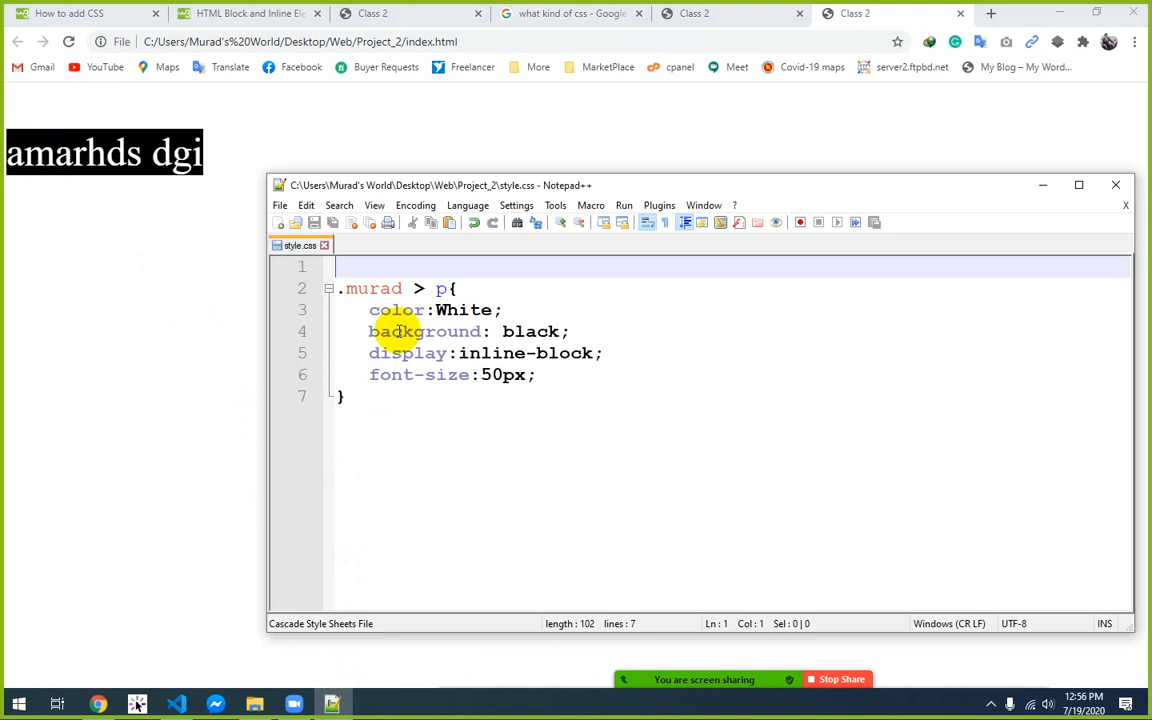 How to add CSS
HTML Block and Inline Ele
Class 2
what kind of css - Google
Class 2
Class 2
File
C:/Users/Murad's%20World/Desktop/Web/Project_2/index.html
Gmail
YouTube
Maps
Translate
Facebook
Buyer Requests
Freelancer
More
MarketPlace
cpanel
Meet
Covid-19 maps
server2.ftpbd.net
My Blog – My Word...
amarhds dgi
C:\Users\Murad's World\Desktop\Web\Project_2\style.css - Notepad++
File Edit Search View Encoding Language Settings Tools Macro Run Plugins Window ? X
style.css
1
2 .murad > p{
3 color:White;
4 background: black;
5 display:inline-block;
6 font-size:50px;
7 }
Cascade Style Sheets File
length : 102 lines : 7
Ln : 1 Col : 1 Sel : 0 | 0
Windows (CR LF)
UTF-8
INS
You are screen sharing
Stop Share
12:56 PM
7/19/2020